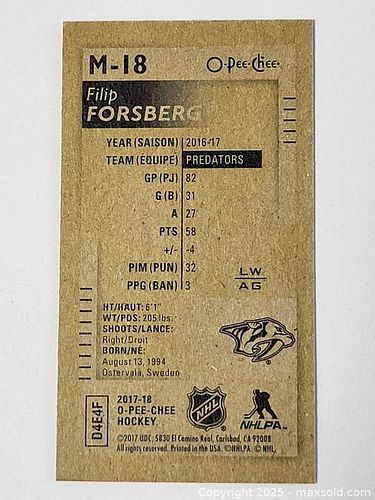 M-18
O-PEE-CHEE
Filip
FORSBERG
YEAR (SAISON) 2016-17
TEAM (ÉQUIPE) PREDATORS
GP (PJ) 82
G (B) 31
A 27
PTS 58
+/- -4
PIM (PUN) 32
PPG (BAN) 3
LW
AG
HT/HAUT: 6'1"
WT/PDS: 205 lbs.
SHOOTS/LANCE:
Right/Droit
BORN/NÉ:
August 13, 1994
Ostervala, Sweden
D4E4F
2017-18
O-PEE-CHEE
HOCKEY
NHL
NHLPA
©2017 UDC. 5830 El Camino Real, Carlsbad, CA 92008
All rights reserved. Printed in the USA. ©NHLPA. © NHL.
Copyright © 2025 - maxsold.com